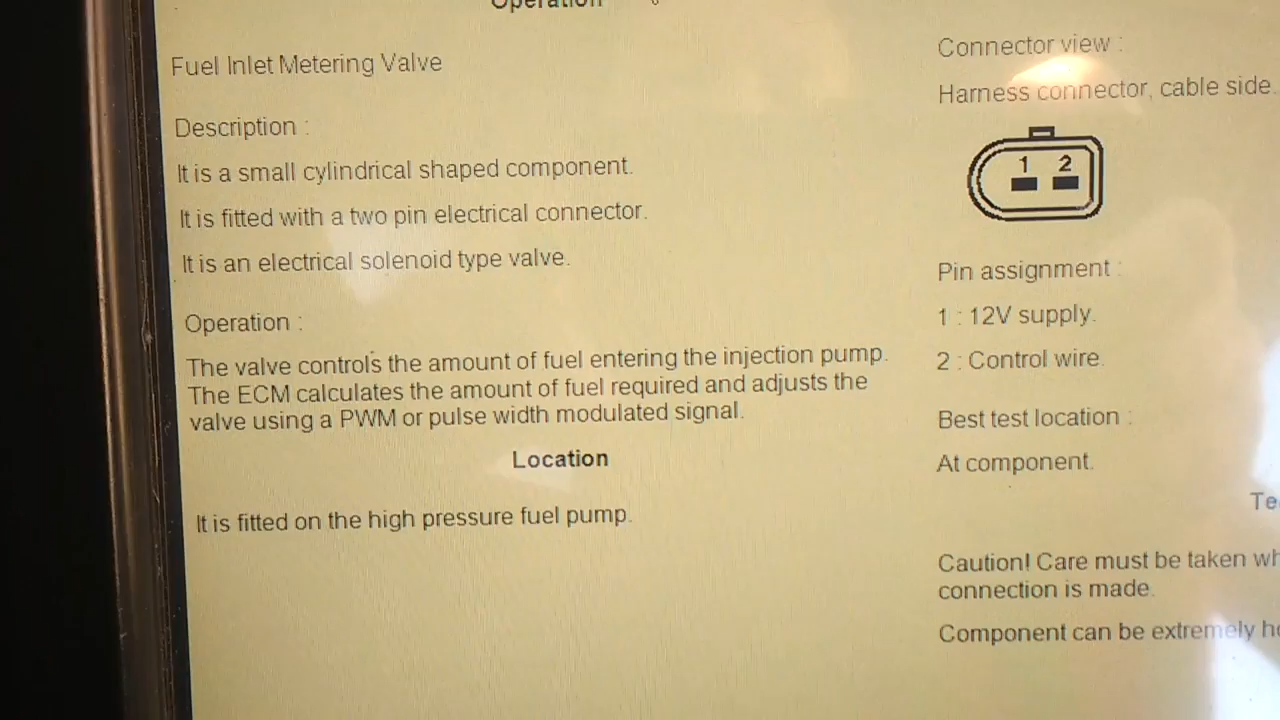 Operation
Fuel Inlet Metering Valve
Description :
It is a small cylindrical shaped component.
It is fitted with a two pin electrical connector.
It is an electrical solenoid type valve.
Operation :
The valve controls the amount of fuel entering the injection pump.
The ECM calculates the amount of fuel required and adjusts the
valve using a PWM or pulse width modulated signal.
Location
It is fitted on the high pressure fuel pump.
Connector view :
Harness connector, cable side.
1 2
Pin assignment :
1 : 12V supply.
2 : Control wire.
Best test location :
At component.
Caution! Care must be taken
connection is made.
Component can be extremely